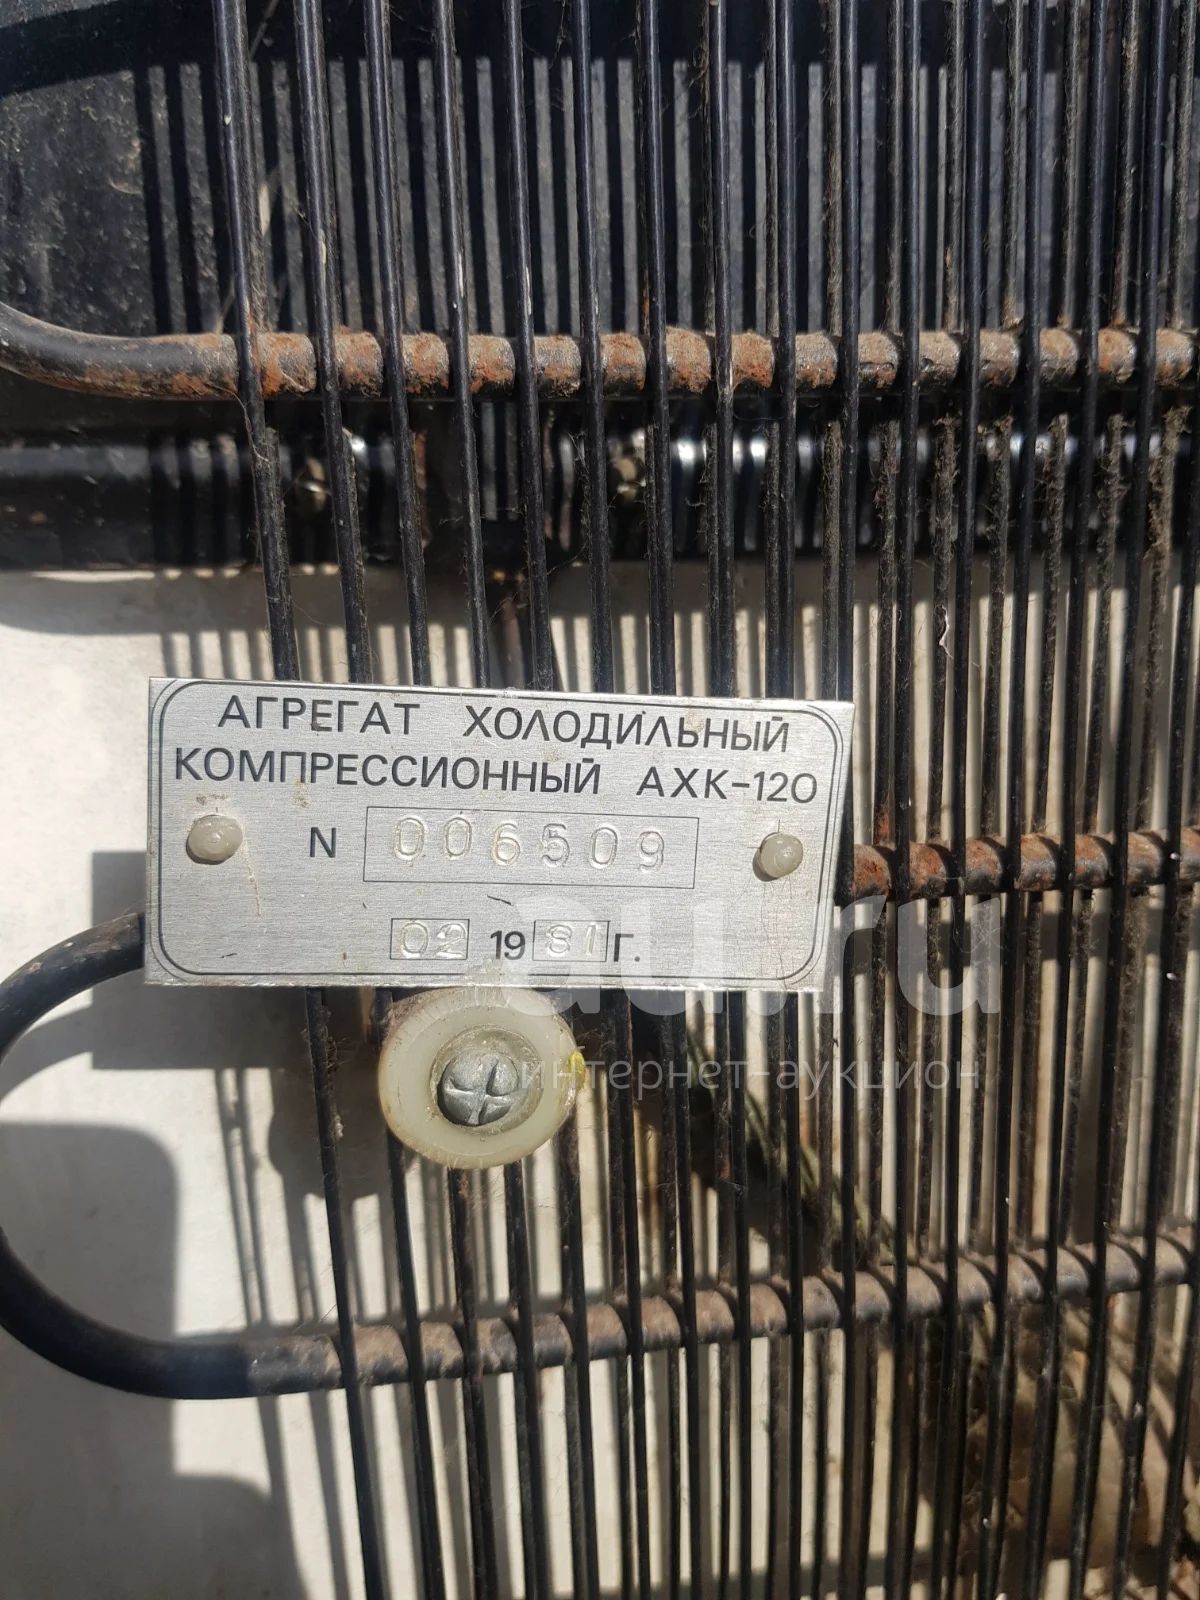 АГРЕГАТ ХОЛОДИЛЬНЫЙ
КОМПРЕССИОННЫЙ АХК-120
N 006509
02 1981 Г.
au.ru
интернет-аукцион